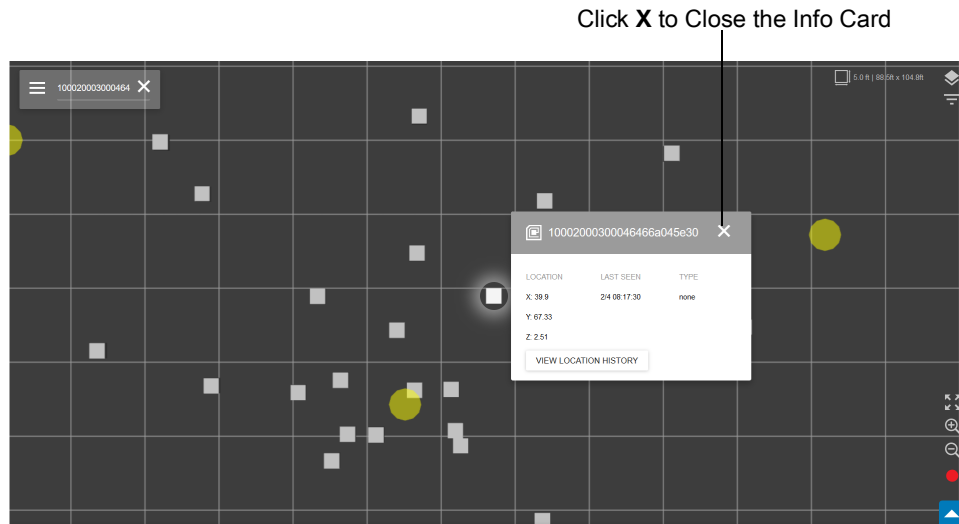 Click X to Close the Info Card
100020003000464
5.0 ft | 88.5ft x 104.8ft
10002000300046466a045e30
LOCATION LAST SEEN TYPE
X: 39.9 2/4 08:17:30 none
Y: 67.33
Z: 2.51
VIEW LOCATION HISTORY